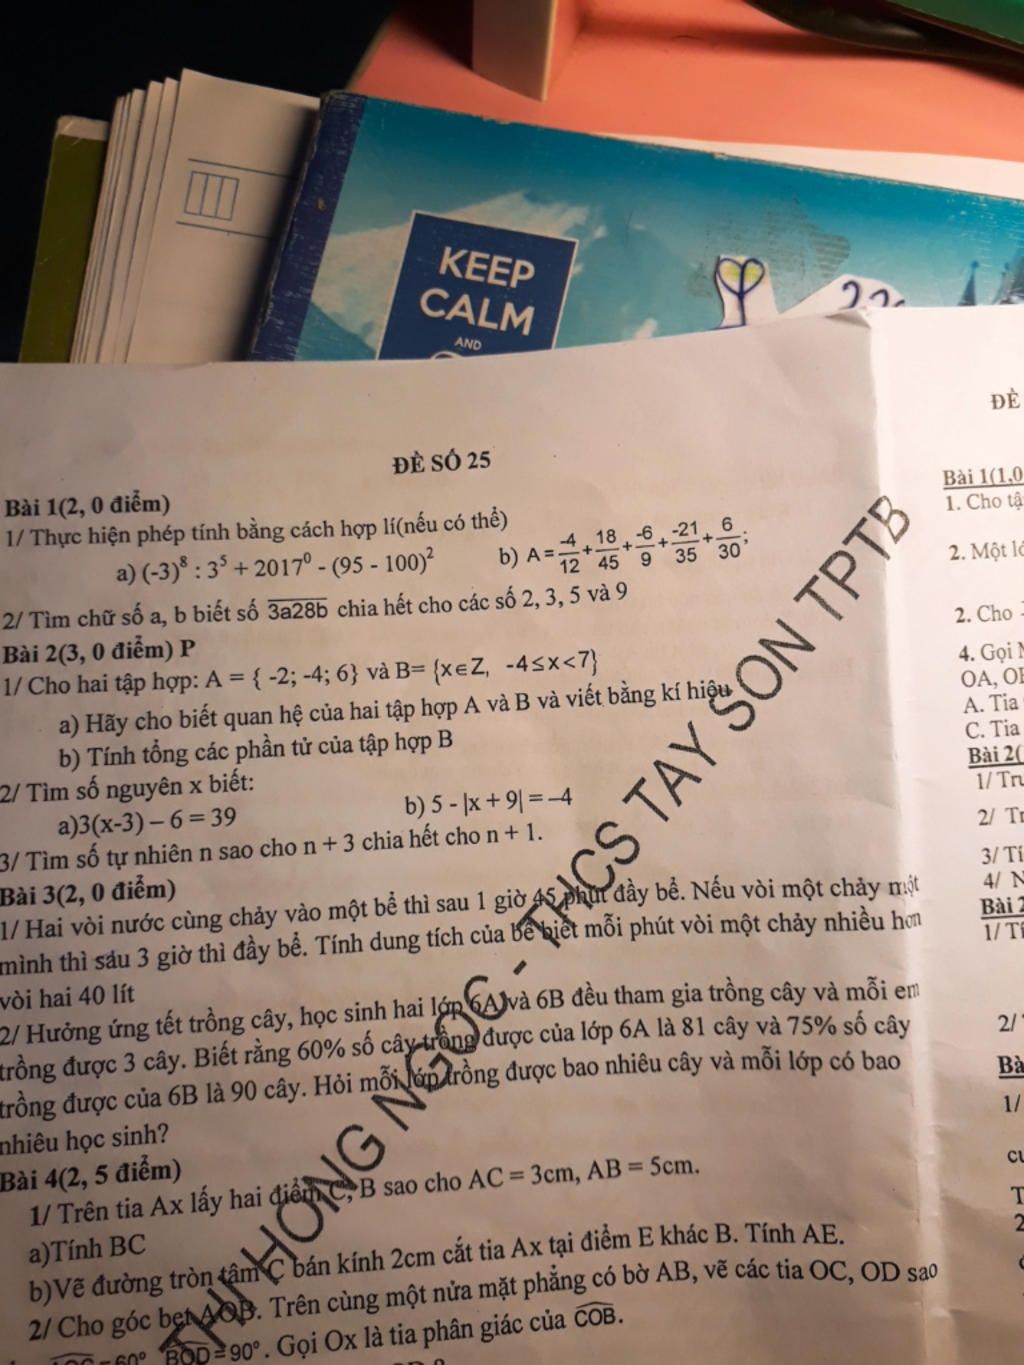 KEEP
CALM
AND
ĐỀ SỐ 25
Bài 1(2, 0 điểm)
1/ Thực hiện phép tính bằng cách hợp lí(nếu có thể)
a) (-3)⁸ : 3⁵ + 2017⁰ - (95 - 100)² b) A = -4/12 + 18/45 + -6/9 + -21/35 + 6/30;
2/ Tìm chữ số a, b biết số 3a28b chia hết cho các số 2, 3, 5 và 9
Bài 2(3, 0 điểm) P
1/ Cho hai tập hợp: A = { -2; -4; 6} và B= {x∈Z, -4≤x<7}
a) Hãy cho biết quan hệ của hai tập hợp A và B và viết bằng kí hiệu
b) Tính tổng các phần tử của tập hợp B
2/ Tìm số nguyên x biết:
a)3(x-3) – 6 = 39 b) 5 - |x + 9| = –4
3/ Tìm số tự nhiên n sao cho n + 3 chia hết cho n + 1.
Bài 3(2, 0 điểm)
1/ Hai vòi nước cùng chảy vào một bể thì sau 1 giờ 45 phút đầy bể. Nếu vòi một chảy một
mình thì sáu 3 giờ thì đầy bể. Tính dung tích của bể biết mỗi phút vòi một chảy nhiều hơn
vòi hai 40 lít
2/ Hưởng ứng tết trồng cây, học sinh hai lớp 6A và 6B đều tham gia trồng cây và mỗi em
trồng được 3 cây. Biết rằng 60% số cây trồng được của lớp 6A là 81 cây và 75% số cây
trồng được của 6B là 90 cây. Hỏi mỗi lớp trồng được bao nhiêu cây và mỗi lớp có bao
nhiêu học sinh?
Bài 4(2, 5 điểm)
1/ Trên tia Ax lấy hai điểm C, B sao cho AC = 3cm, AB = 5cm.
a)Tính BC
b)Vẽ đường tròn tâm C bán kính 2cm cắt tia Ax tại điểm E khác B. Tính AE.
2/ Cho góc bẹt AOB. Trên cùng một nửa mặt phẳng có bờ AB, vẽ các tia OC, OD sao
BOD = 90°. Gọi Ox là tia phân giác của COB.
THI HONG NGOC - THCS TAY SON TPTB
ĐỀ
Bài 1(1,0
1. Cho tậ
2. Một
2. Cho
4. Gọi
OA,
A. Tia
C. Tia
Bài 2(
1/
2/
3/
4/
Bài 2
1/
2/
1/